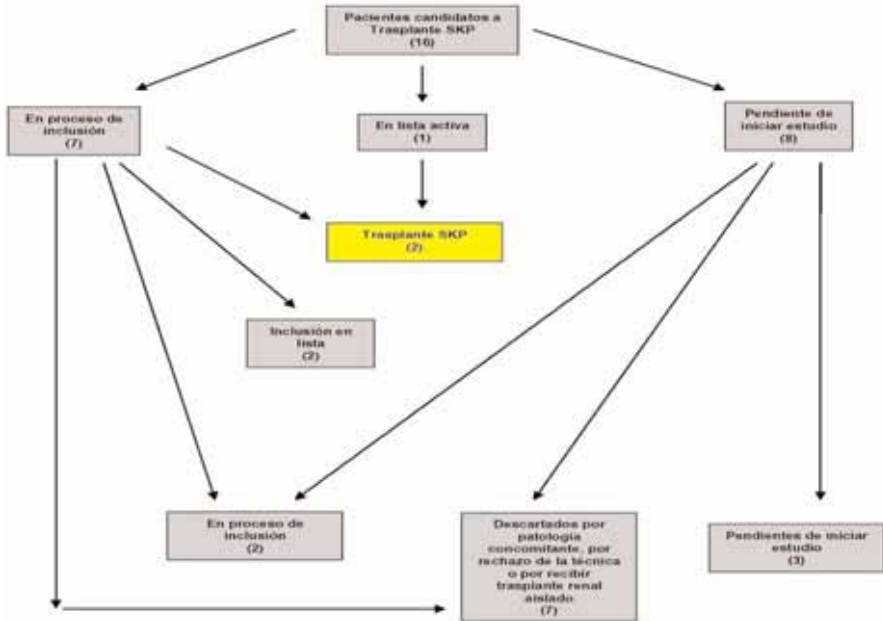 Pacientes candidatos a
Trasplante SKP
(16)
En proceso de
inclusión
(7)
En lista activa
(1)
Pendiente de
iniciar estudio
(8)
Trasplante SKP
(2)
Inclusión en
lista
(2)
En proceso de
inclusión
(2)
Descartados por
patología
concomitante, por
rechazo de la técnica
o por recibir
trasplante renal
aislado
(7)
Pendientes de iniciar
estudio
(3)